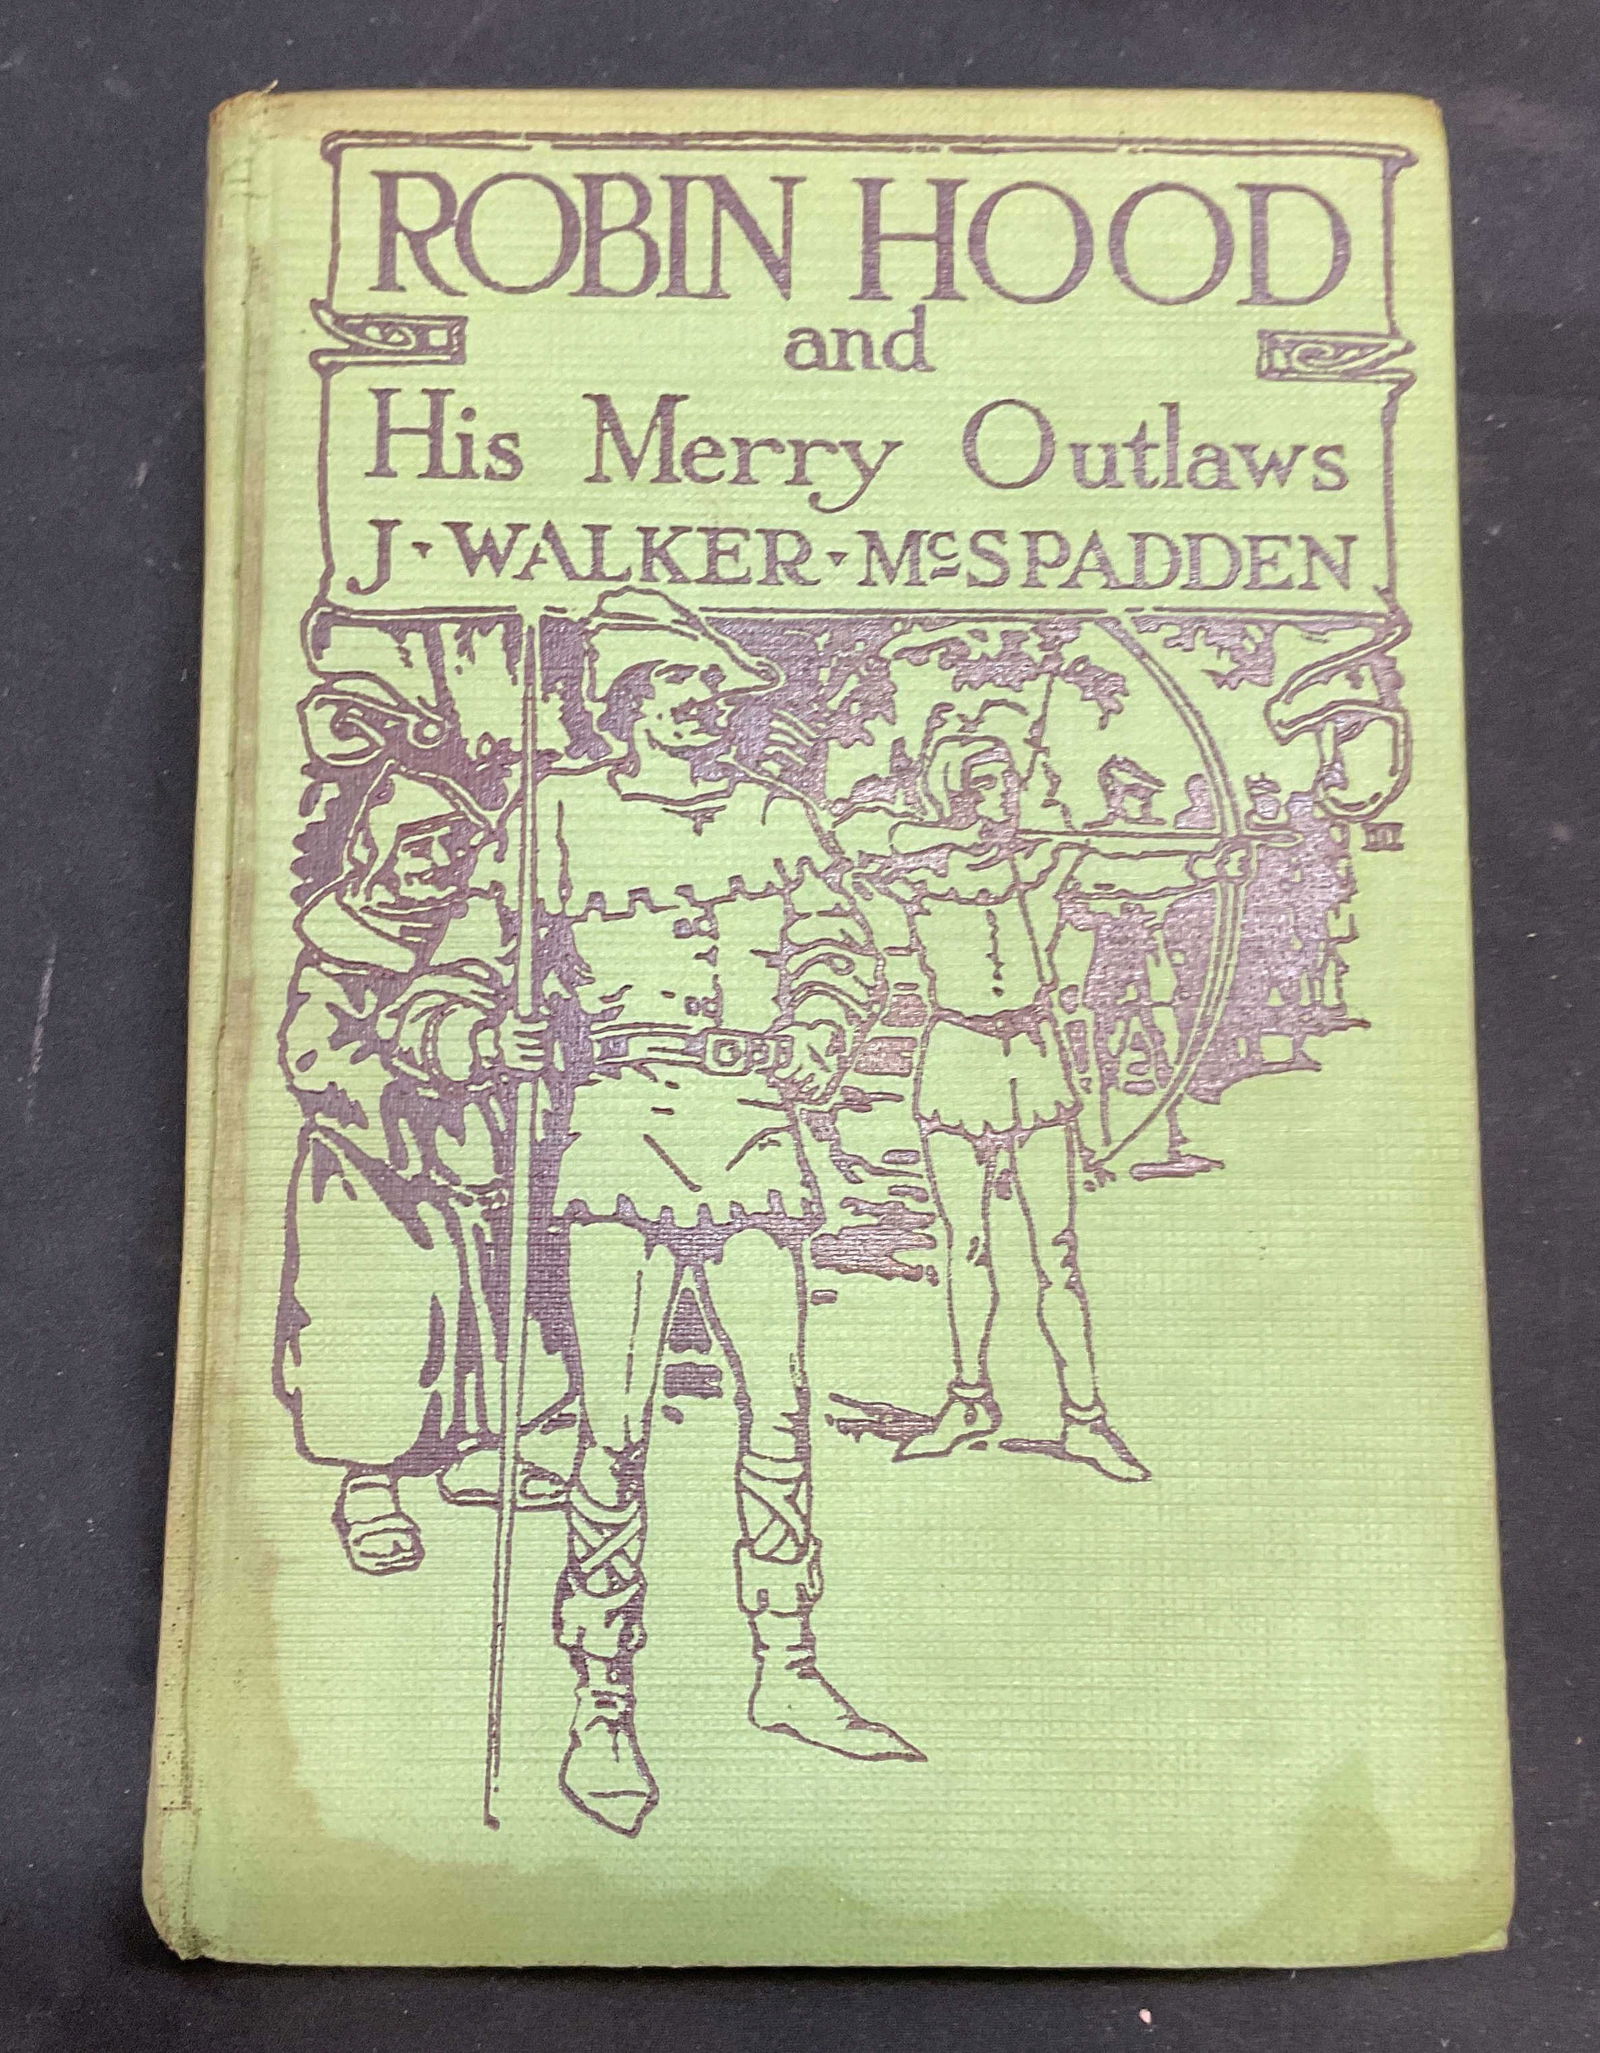 ROBIN HOOD
and
His Merry Outlaws
J·WALKER·McSPADDEN